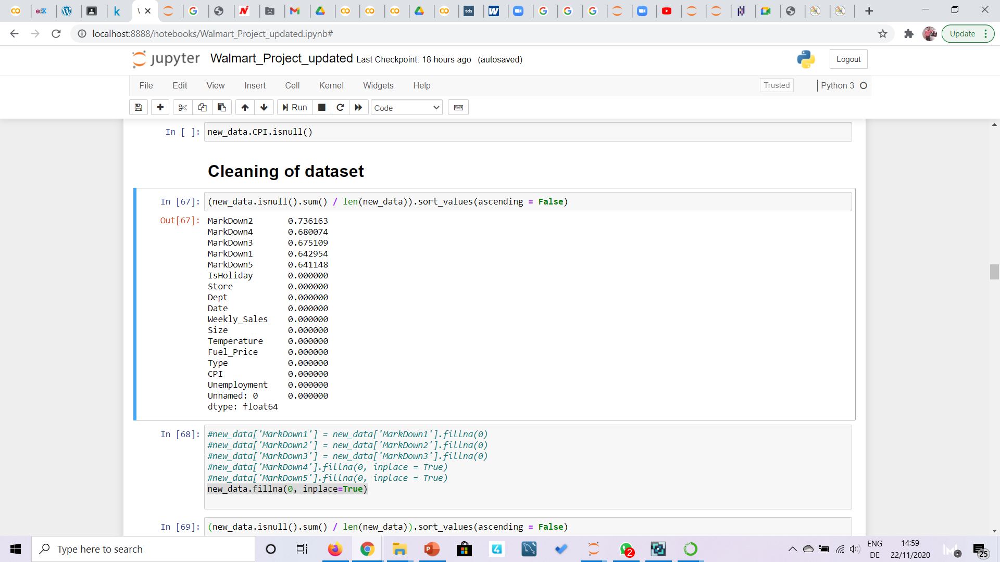 localhost:8888/notebooks/Walmart_Project_updated.ipynb#
Update
jupyter Walmart_Project_updated Last Checkpoint: 18 hours ago (autosaved)
Logout
File Edit View Insert Cell Kernel Widgets Help
Trusted Python 3
Run Code
In [ ]: new_data.CPI.isnull()
Cleaning of dataset
In [67]: (new_data.isnull().sum() / len(new_data)).sort_values(ascending = False)
Out[67]: MarkDown2 0.736163
MarkDown4 0.680074
MarkDown3 0.675109
MarkDown1 0.642954
MarkDown5 0.641148
IsHoliday 0.000000
Store 0.000000
Dept 0.000000
Date 0.000000
Weekly_Sales 0.000000
Size 0.000000
Temperature 0.000000
Fuel_Price 0.000000
Type 0.000000
CPI 0.000000
Unemployment 0.000000
Unnamed: 0 0.000000
dtype: float64
In [68]: #new_data['MarkDown1'] = new_data['MarkDown1'].fillna(0)
#new_data['MarkDown2'] = new_data['MarkDown2'].fillna(0)
#new_data['MarkDown3'] = new_data['MarkDown3'].fillna(0)
#new_data['MarkDown4'].fillna(0, inplace = True)
#new_data['MarkDown5'].fillna(0, inplace = True)
new_data.fillna(0, inplace=True)
In [69]: (new_data.isnull().sum() / len(new_data)).sort_values(ascending = False)
Type here to search
ENG
DE
14:59
22/11/2020
25